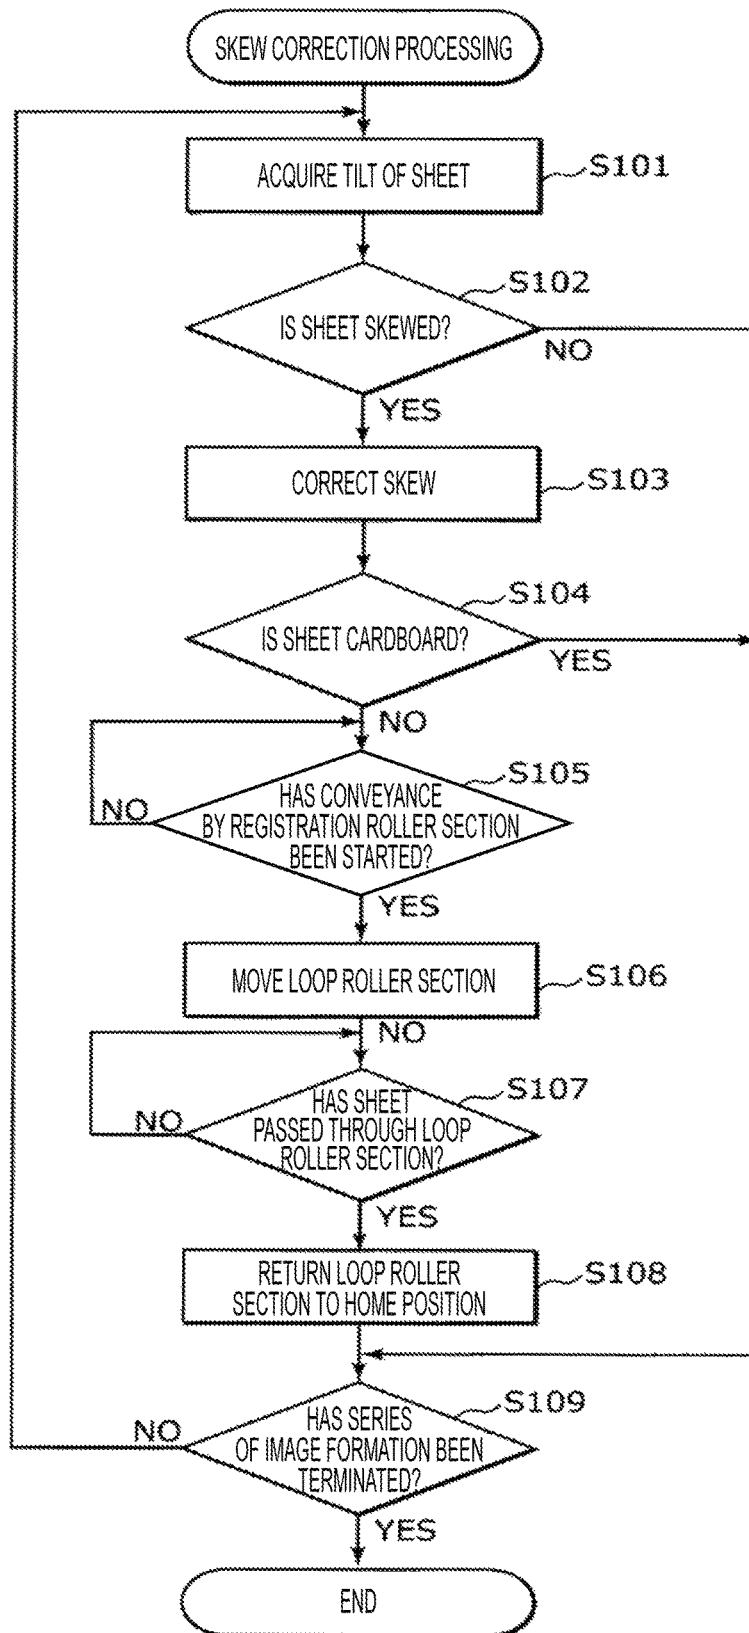 SKEW CORRECTION PROCESSING
ACQUIRE TILT OF SHEET
S101
S102
IS SHEET SKEWED?
NO
YES
CORRECT SKEW
S103
S104
IS SHEET CARDBOARD?
YES
NO
S105
HAS CONVEYANCE
BY REGISTRATION ROLLER SECTION
BEEN STARTED?
NO
YES
MOVE LOOP ROLLER SECTION
S106
NO
S107
HAS SHEET
PASSED THROUGH LOOP
ROLLER SECTION?
NO
YES
RETURN LOOP ROLLER
SECTION TO HOME POSITION
S108
S109
HAS SERIES
OF IMAGE FORMATION BEEN
TERMINATED?
NO
YES
END